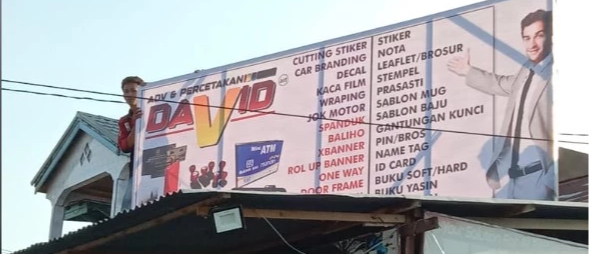 ADV & PERCETAKAN
DAVID
Mini ATM
CUTTING STIKER
CAR BRANDING
DECAL
KACA FILM
WRAPING
JOK MOTOR
SPANDUK
BALIHO
XBANNER
ROL UP BANNER
ONE WAY
DOOR FRAME
STIKER
NOTA
LEAFLET/BROSUR
STEMPEL
PRASASTI
SABLON MUG
SABLON BAJU
GANTUNGAN KUNCI
PIN/BROS
NAME TAG
ID CARD
BUKU SOFT/HARD
BUKU YASIN